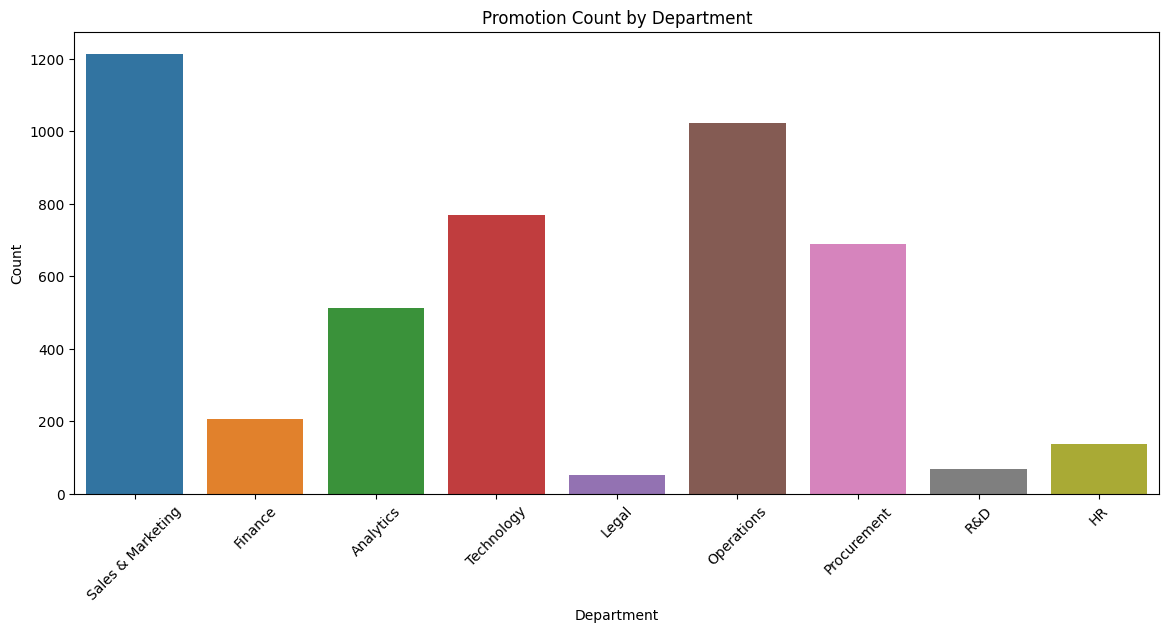 Promotion Count by Department
Count
1200
1000
800
600
400
200
0
Sales & Marketing
Finance
Analytics
Technology
Legal
Operations
Procurement
R&D
HR
Department